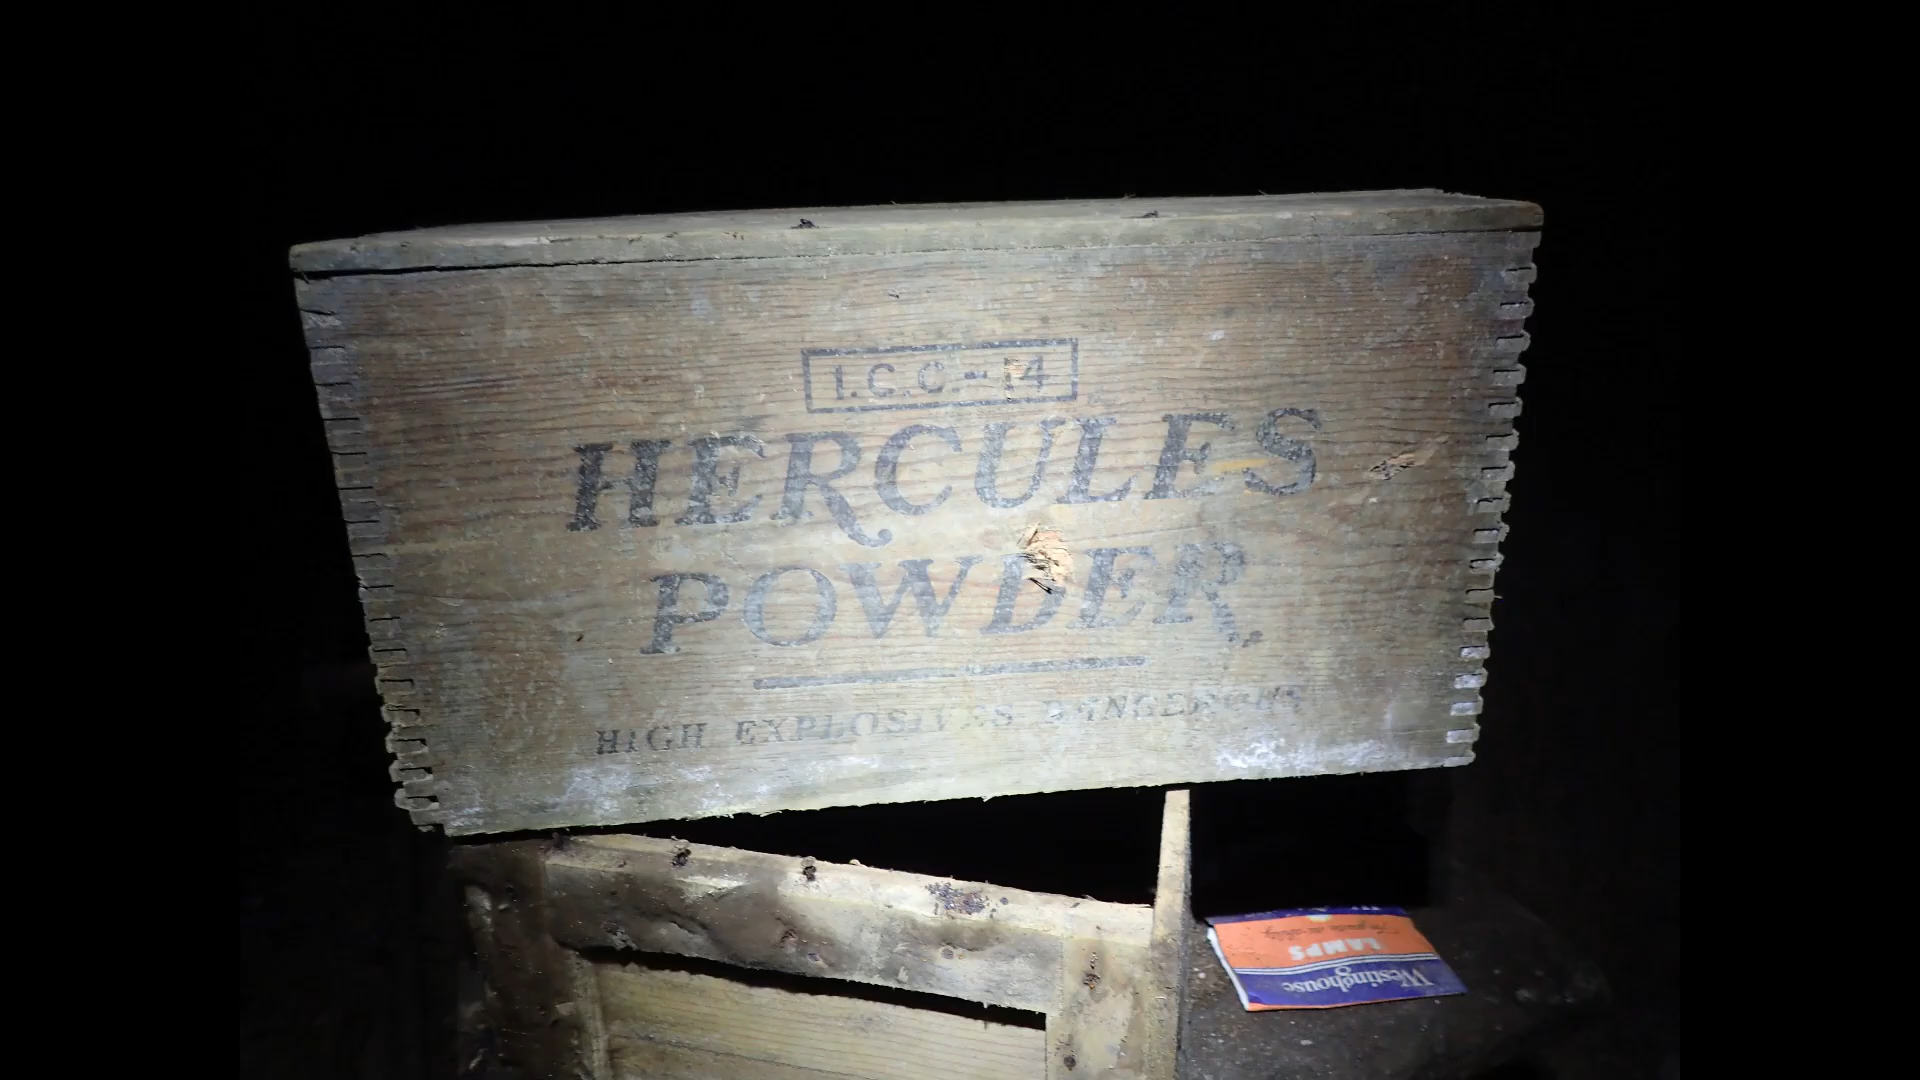 I.C.C.-14
HERCULES
POWDER
HIGH EXPLOSIVES DANGEROUS
Westinghouse
LAMPS